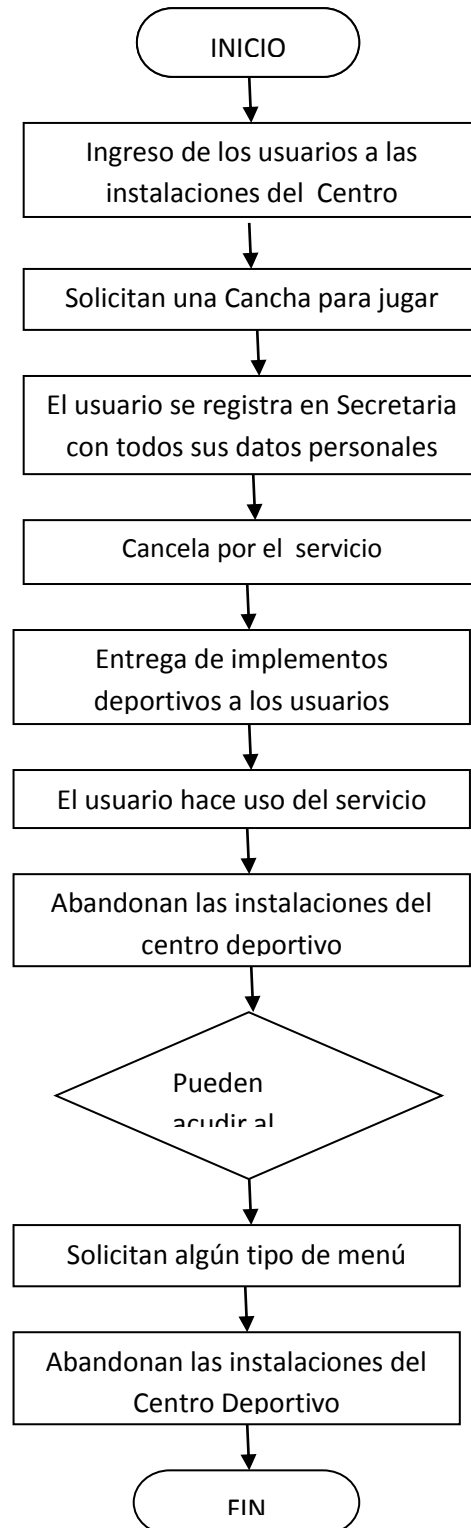 INICIO
Ingreso de los usuarios a las
instalaciones del Centro
Solicitan una Cancha para jugar
El usuario se registra en Secretaria
con todos sus datos personales
Cancela por el servicio
Entrega de implementos
deportivos a los usuarios
El usuario hace uso del servicio
Abandonan las instalaciones del
centro deportivo
Pueden
acudir al
Solicitan algún tipo de menú
Abandonan las instalaciones del
Centro Deportivo
FIN